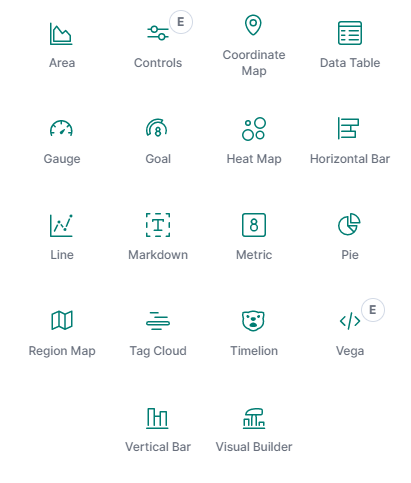 E
Area
Controls
Coordinate
Map
Data Table
8
Gauge
Goal
Heat Map
Horizontal Bar
T
8
Line
Markdown
Metric
Pie
E
Region Map
Tag Cloud
Timelion
Vega
Vertical Bar
Visual Builder